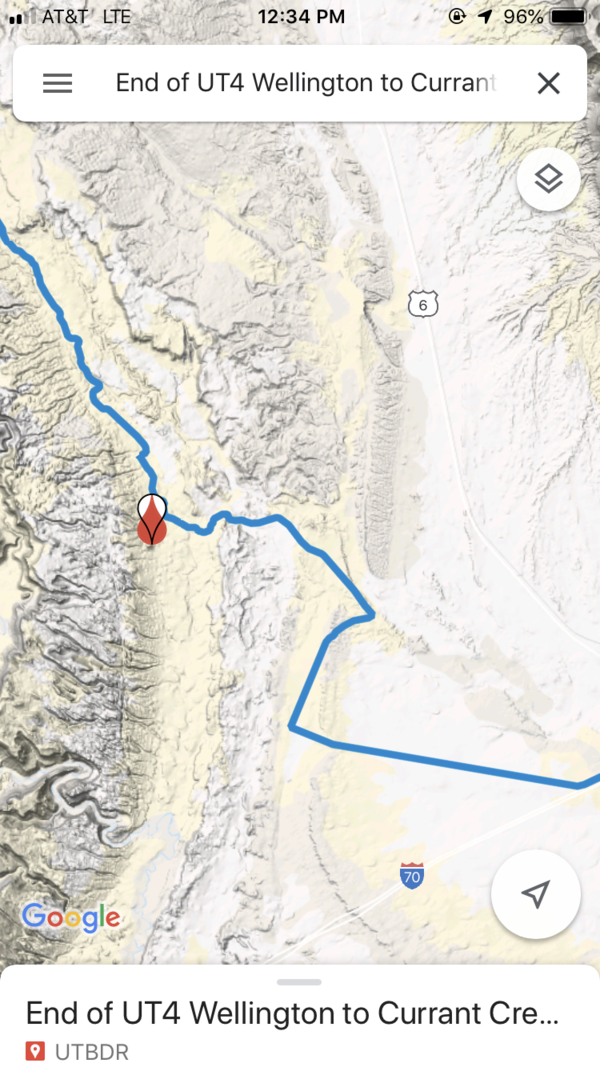 AT&T LTE 12:34 PM 96%
End of UT4 Wellington to Currant
6
70
Google
End of UT4 Wellington to Currant Cre...
UTBDR